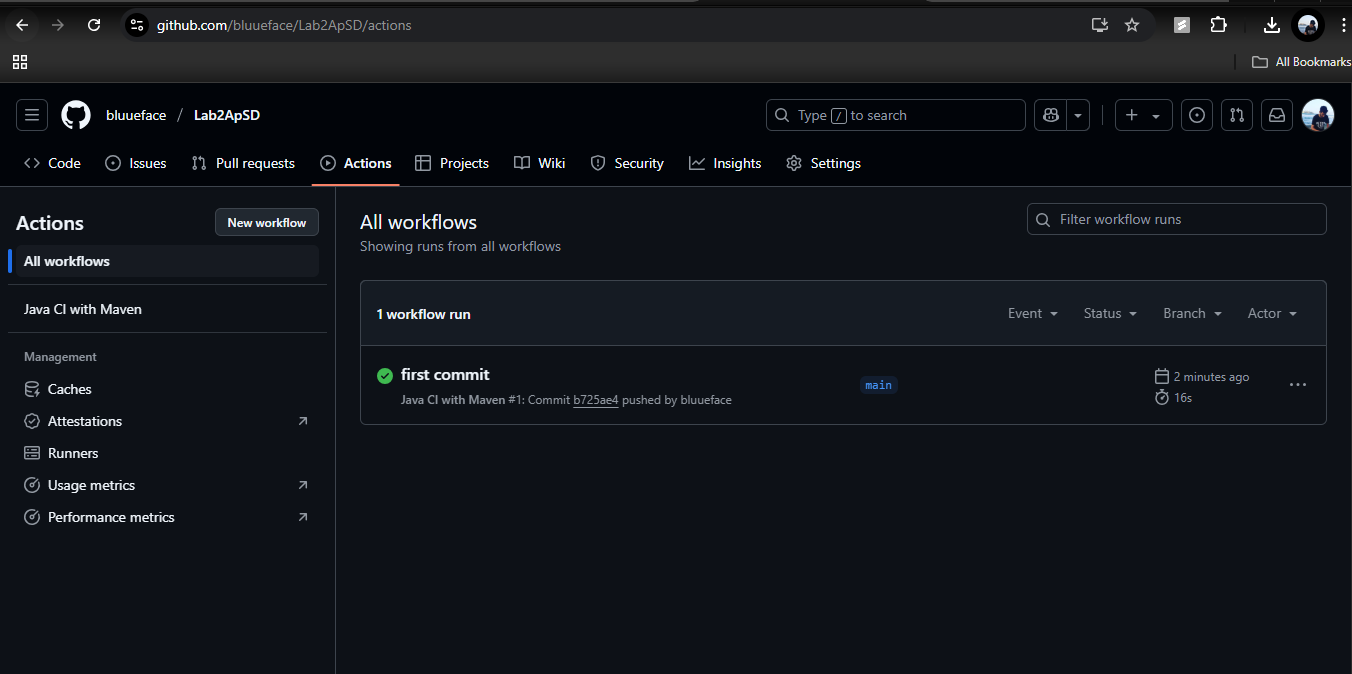 github.com/bluueface/Lab2ApSD/actions
All Bookmarks
bluueface / Lab2ApSD
Type / to search
Code Issues Pull requests Actions Projects Wiki Security Insights Settings
Actions
New workflow
All workflows
Java CI with Maven
Management
Caches
Attestations
Runners
Usage metrics
Performance metrics
All workflows
Showing runs from all workflows
Filter workflow runs
1 workflow run
Event Status Branch Actor
first commit
Java CI with Maven #1: Commit b725ae4 pushed by bluueface
main
2 minutes ago
16s